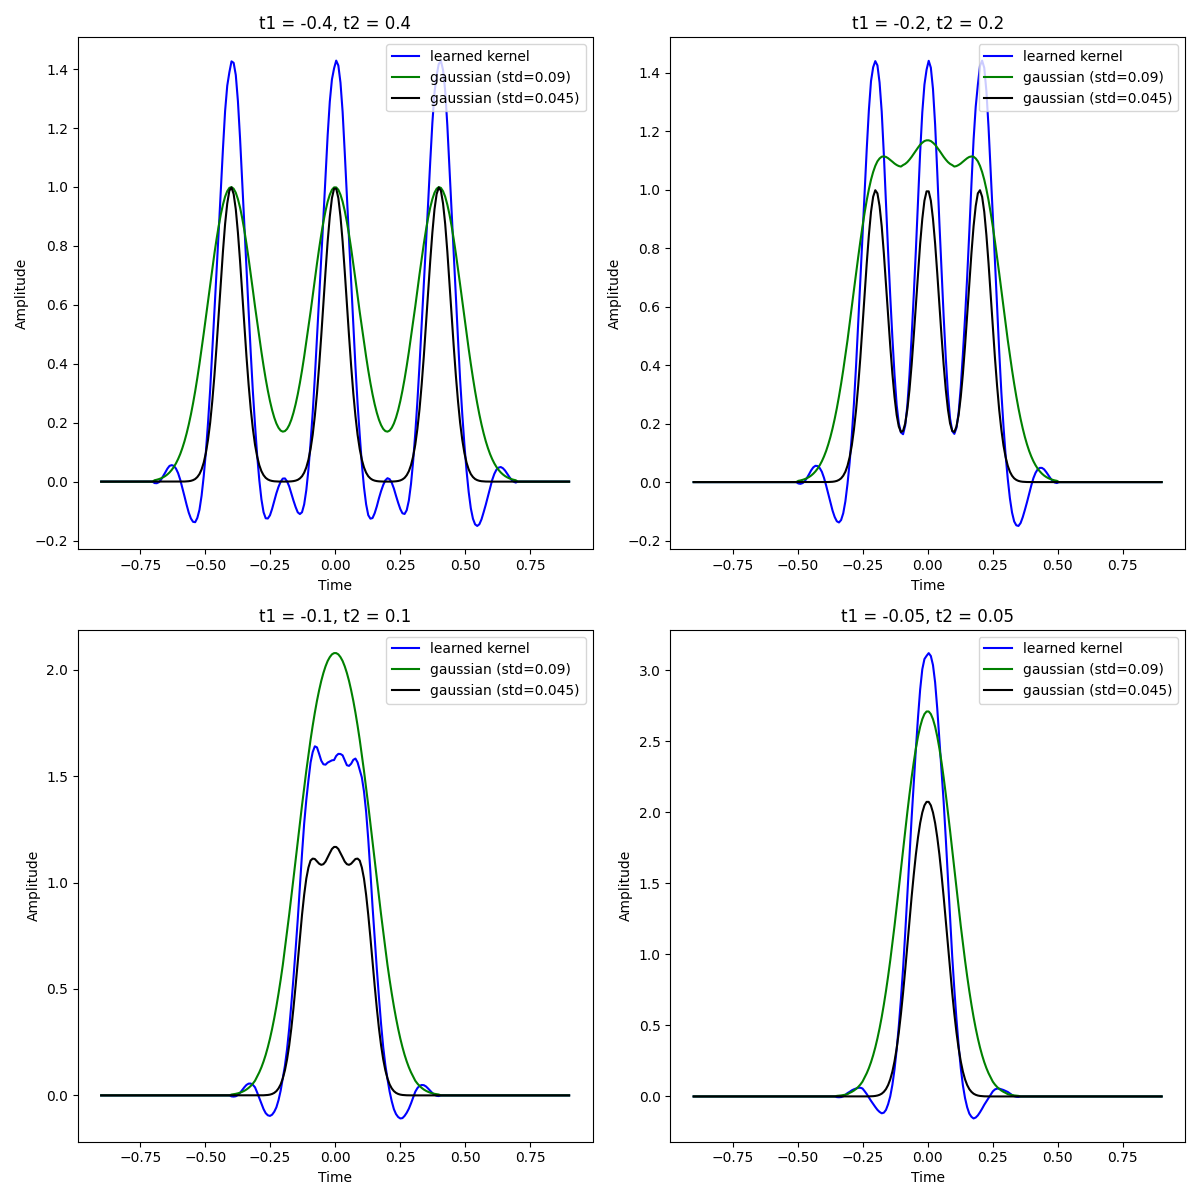 t1 = -0.4, t2 = 0.4
learned kernel
gaussian (std=0.09)
gaussian (std=0.045)
1.4
1.2
1.0
0.8
0.6
0.4
0.2
0.0
−0.2
Amplitude
−0.75 −0.50 −0.25 0.00 0.25 0.50 0.75
Time
t1 = -0.2, t2 = 0.2
learned kernel
gaussian (std=0.09)
gaussian (std=0.045)
1.4
1.2
1.0
0.8
0.6
0.4
0.2
0.0
−0.2
Amplitude
−0.75 −0.50 −0.25 0.00 0.25 0.50 0.75
Time
t1 = -0.1, t2 = 0.1
learned kernel
gaussian (std=0.09)
gaussian (std=0.045)
2.0
1.5
1.0
0.5
0.0
Amplitude
−0.75 −0.50 −0.25 0.00 0.25 0.50 0.75
Time
t1 = -0.05, t2 = 0.05
learned kernel
gaussian (std=0.09)
gaussian (std=0.045)
3.0
2.5
2.0
1.5
1.0
0.5
0.0
Amplitude
−0.75 −0.50 −0.25 0.00 0.25 0.50 0.75
Time